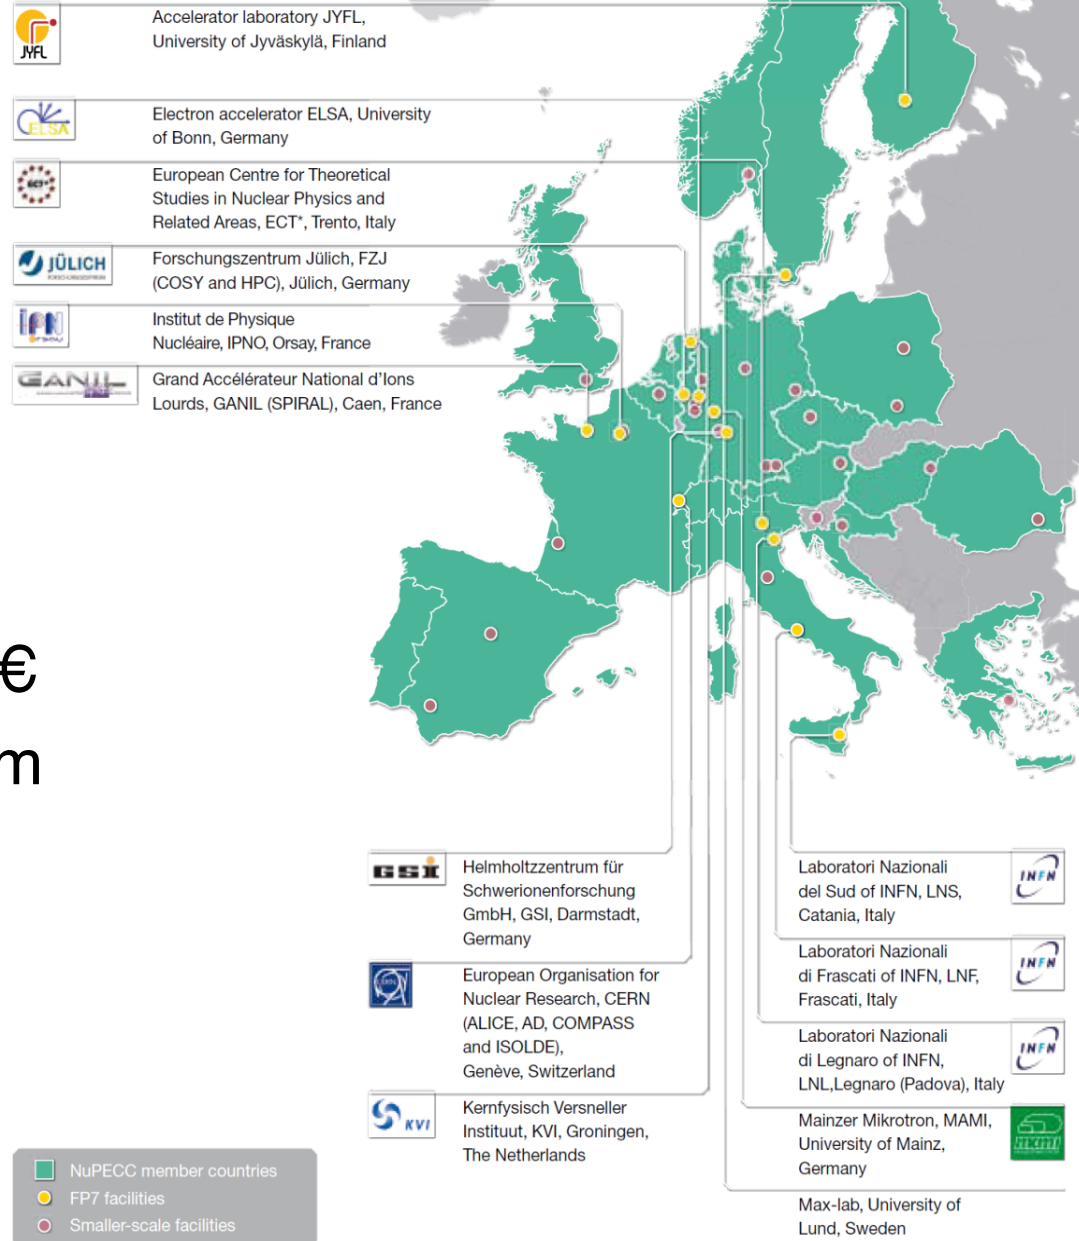 JYFL
Accelerator laboratory JYFL,
University of Jyväskylä, Finland
ELSA
Electron accelerator ELSA, University
of Bonn, Germany
ECT*
European Centre for Theoretical
Studies in Nuclear Physics and
Related Areas, ECT*, Trento, Italy
JÜLICH
FORSCHUNGSZENTRUM
Forschungszentrum Jülich, FZJ
(COSY and HPC), Jülich, Germany
iPN
orsay
Institut de Physique
Nucléaire, IPNO, Orsay, France
GANIL
Grand Accélérateur National d'Ions
Lourds, GANIL (SPIRAL), Caen, France
€
m
GSI
Helmholtzzentrum für
Schwerionenforschung
GmbH, GSI, Darmstadt,
Germany
CERN
European Organisation for
Nuclear Research, CERN
(ALICE, AD, COMPASS
and ISOLDE),
Genève, Switzerland
KVI
Kernfysisch Versneller
Instituut, KVI, Groningen,
The Netherlands
Laboratori Nazionali
del Sud of INFN, LNS,
Catania, Italy
INFN
Laboratori Nazionali
di Frascati of INFN, LNF,
Frascati, Italy
INFN
Laboratori Nazionali
di Legnaro of INFN,
LNL,Legnaro (Padova), Italy
INFN
Mainzer Mikrotron, MAMI,
University of Mainz,
Germany
Max-lab, University of
Lund, Sweden
NuPECC member countries
FP7 facilities
Smaller-scale facilities